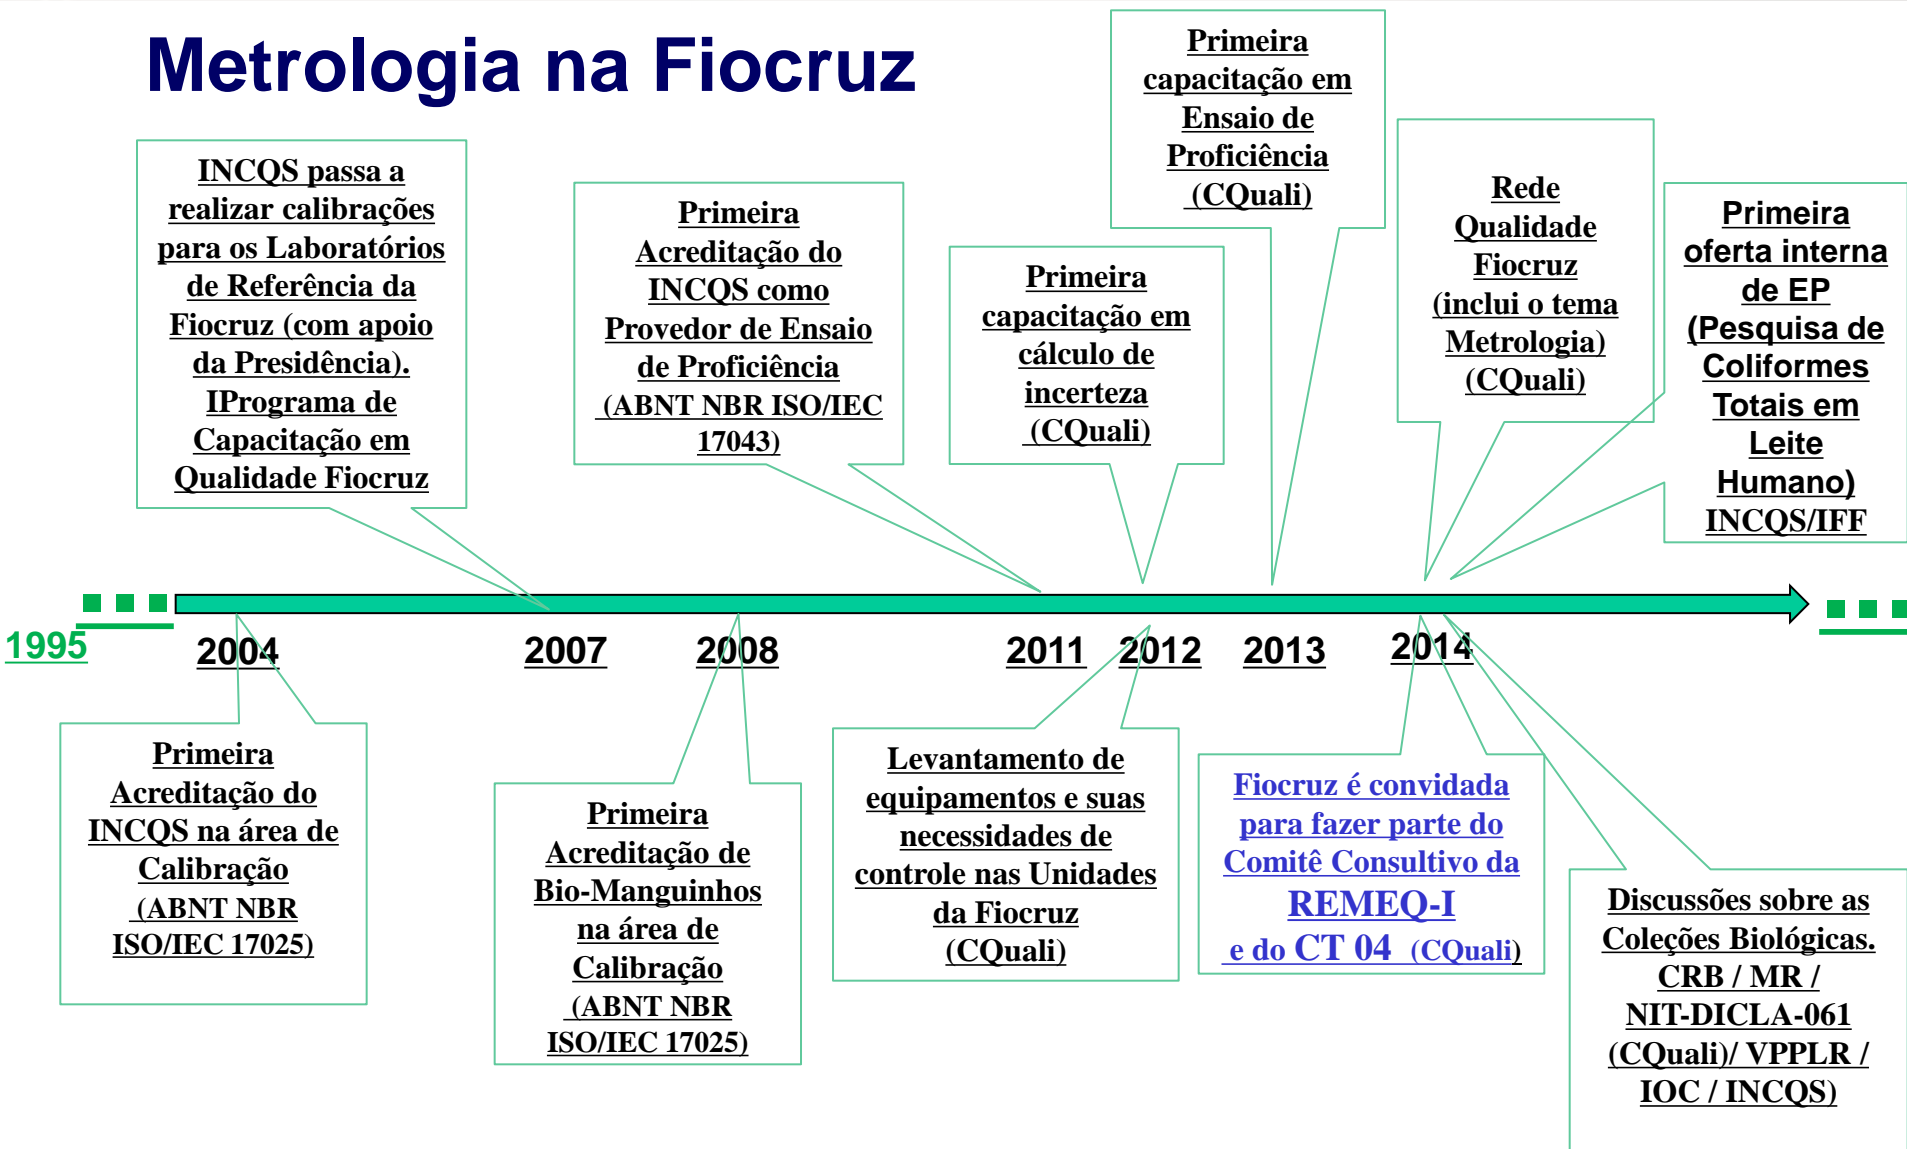 Metrologia na Fiocruz
INCQS passa a
realizar calibrações
para os Laboratórios
de Referência da
Fiocruz (com apoio
da Presidência).
IPrograma de
Capacitação em
Qualidade Fiocruz
Primeira
Acreditação do
INCQS como
Provedor de Ensaio
de Proficiência
(ABNT NBR ISO/IEC
17043)
Primeira
capacitação em
cálculo de
incerteza
(CQuali)
Primeira
capacitação em
Ensaio de
Proficiência
(CQuali)
Rede
Qualidade
Fiocruz
(inclui o tema
Metrologia)
(CQuali)
Primeira
oferta interna
de EP
(Pesquisa de
Coliformes
Totais em
Leite
Humano)
INCQS/IFF
1995
2004
2007
2008
2011
2012
2013
2014
Primeira
Acreditação do
INCQS na área de
Calibração
(ABNT NBR
ISO/IEC 17025)
Primeira
Acreditação de
Bio-Manguinhos
na área de
Calibração
(ABNT NBR
ISO/IEC 17025)
Levantamento de
equipamentos e suas
necessidades de
controle nas Unidades
da Fiocruz
(CQuali)
Fiocruz é convidada
para fazer parte do
Comitê Consultivo da
REMEQ-I
e do CT 04 (CQuali)
Discussões sobre as
Coleções Biológicas.
CRB / MR /
NIT-DICLA-061
(CQuali)/ VPPLR /
IOC / INCQS)